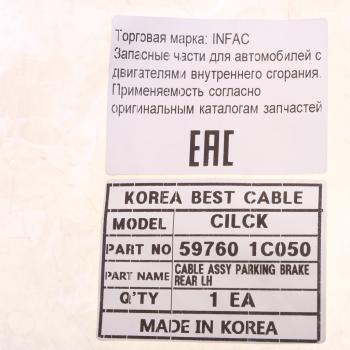 Торговая марка: INFAC
Запасные части для автомобилей с
двигателями внутреннего сгорания.
Применяемость согласно
оригинальным каталогам запчастей
EAC
KOREA BEST CABLE
MODEL CILCK
PART NO 59760 1C050
PART NAME CABLE ASSY PARKING BRAKE
REAR LH
Q'TY 1 EA
MADE IN KOREA